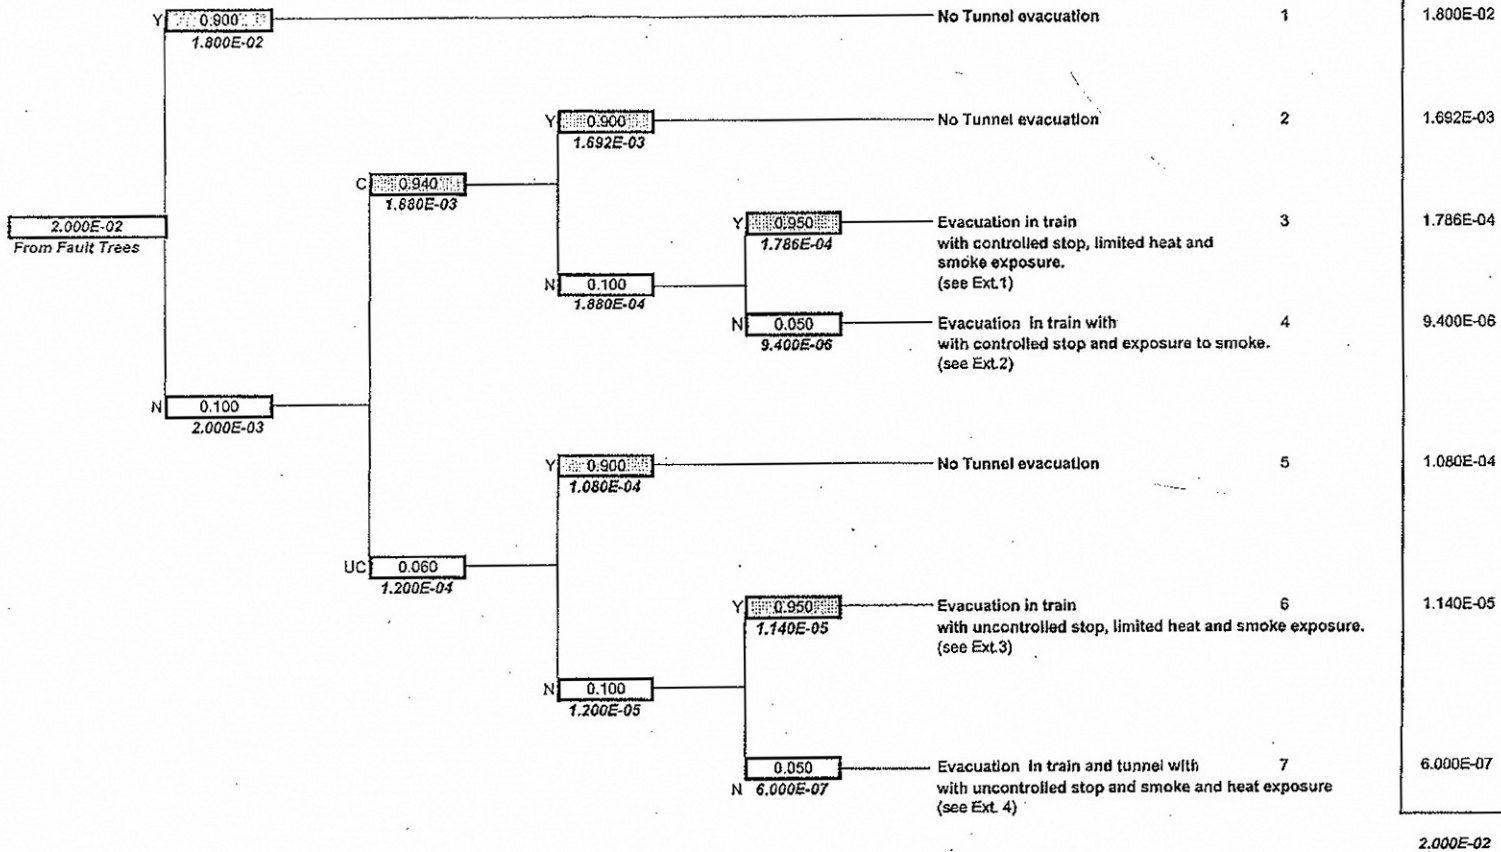 Y 0.900 No Tunnel evacuation 1 1.800E-02
1.800E-02
Y 0.900 No Tunnel evacuation 2 1.692E-03
1.692E-03
C 0.940
1.880E-03
2.000E-02
From Fault Trees
Y 0.950 Evacuation in train 3 1.786E-04
1.786E-04 with controlled stop, limited heat and
smoke exposure.
(see Ext.1)
N 0.100
1.880E-04
N 0.050 Evacuation in train with 4 9.400E-06
9.400E-06 with controlled stop and exposure to smoke.
(see Ext.2)
N 0.100
2.000E-03
Y 0.900 No Tunnel evacuation 5 1.080E-04
1.080E-04
UC 0.060
1.200E-04
Y 0.950 Evacuation in train 6 1.140E-05
1.140E-05 with uncontrolled stop, limited heat and smoke exposure.
(see Ext.3)
N 0.100
1.200E-05
0.050 Evacuation in train and tunnel with 7 6.000E-07
N 6.000E-07 with uncontrolled stop and smoke and heat exposure
(see Ext. 4)
2.000E-02